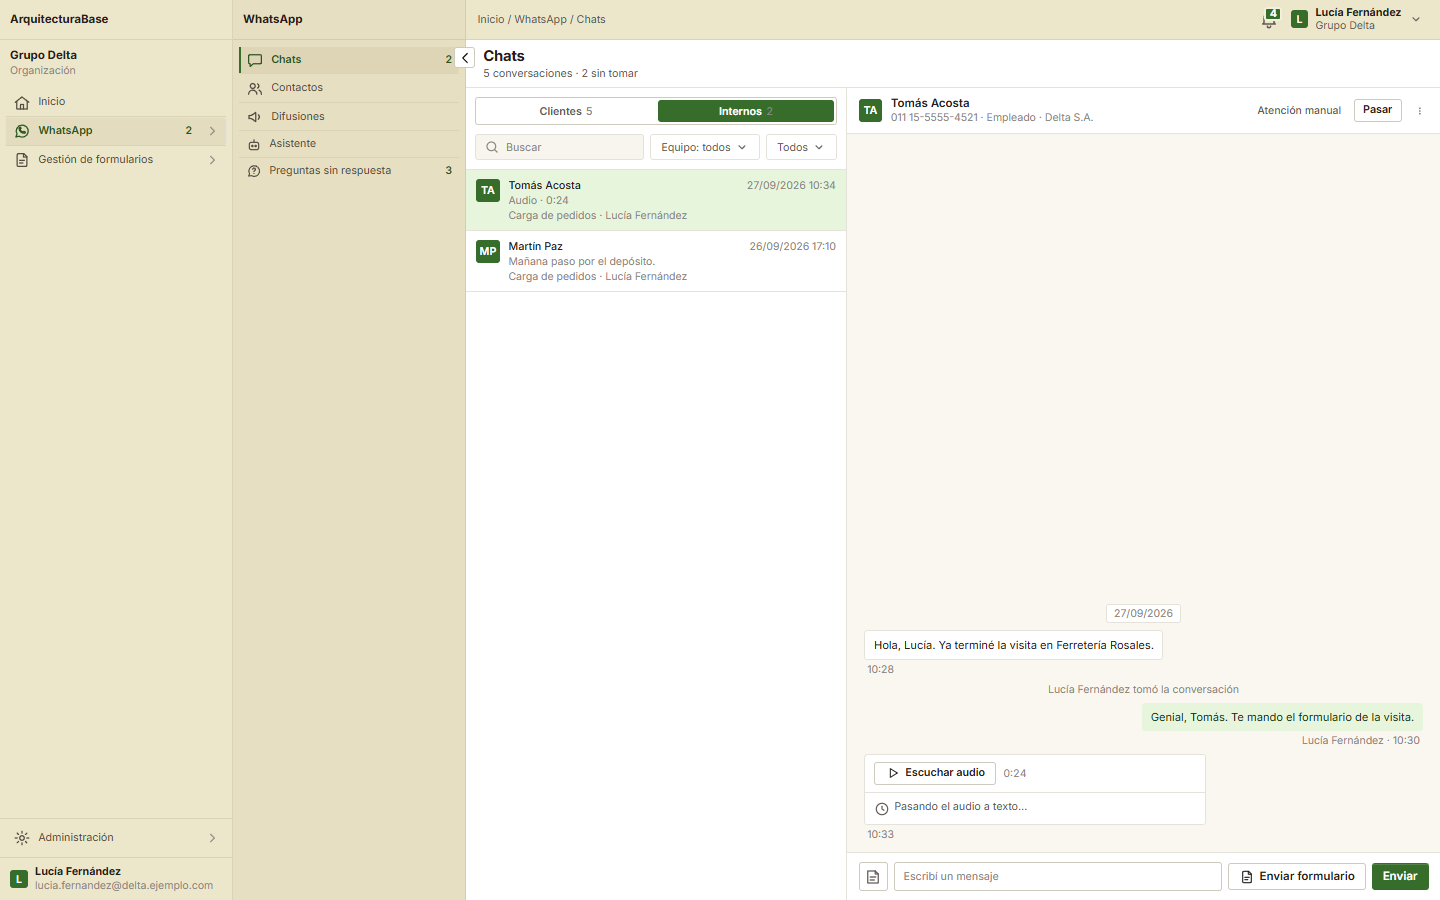 ArquitecturaBase
Grupo Delta
Organización
Inicio
WhatsApp 2
Gestión de formularios
Administración
L
Lucía Fernández
lucia.fernandez@delta.ejemplo.com
WhatsApp
Chats 2
Contactos
Difusiones
Asistente
Preguntas sin respuesta 3
Inicio / WhatsApp / Chats
4
L
Lucía Fernández
Grupo Delta
Chats
5 conversaciones · 2 sin tomar
Clientes 5
Internos 2
Buscar
Equipo: todos
Todos
TA
Tomás Acosta 27/09/2026 10:34
Audio · 0:24
Carga de pedidos · Lucía Fernández
MP
Martín Paz 26/09/2026 17:10
Mañana paso por el depósito.
Carga de pedidos · Lucía Fernández
TA
Tomás Acosta
011 15-5555-4521 · Empleado · Delta S.A.
Atención manual
Pasar
27/09/2026
Hola, Lucía. Ya terminé la visita en Ferretería Rosales.
10:28
Lucía Fernández tomó la conversación
Genial, Tomás. Te mando el formulario de la visita.
Lucía Fernández · 10:30
Escuchar audio 0:24
Pasando el audio a texto...
10:33
Escribí un mensaje
Enviar formulario
Enviar